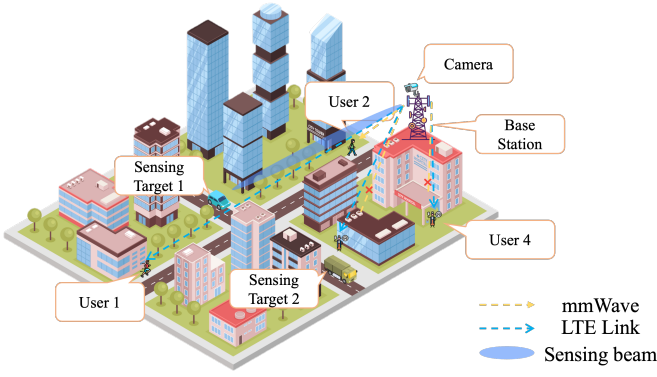 Camera
User 2
Base
Station
Sensing
Target 1
User 4
User 1
Sensing
Target 2
mmWave
LTE Link
Sensing beam